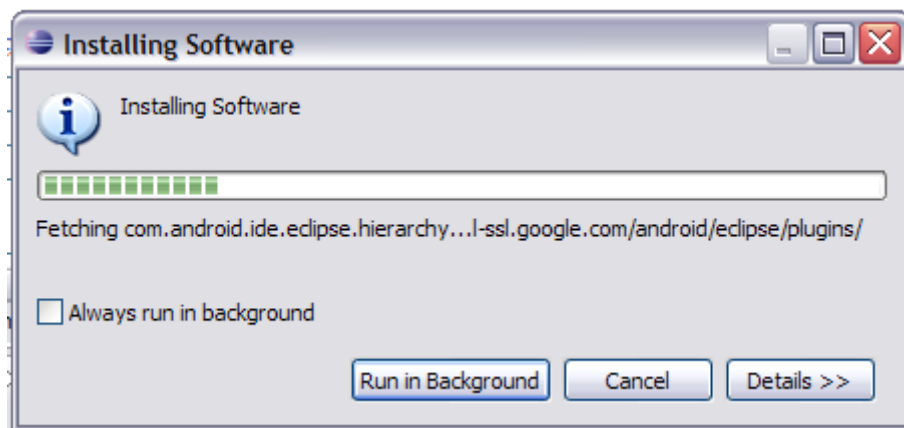 Installing Software
Installing Software
Fetching com.android.ide.eclipse.hierarchy...l-ssl.google.com/android/eclipse/plugins/
Always run in background
Run in Background Cancel Details >>